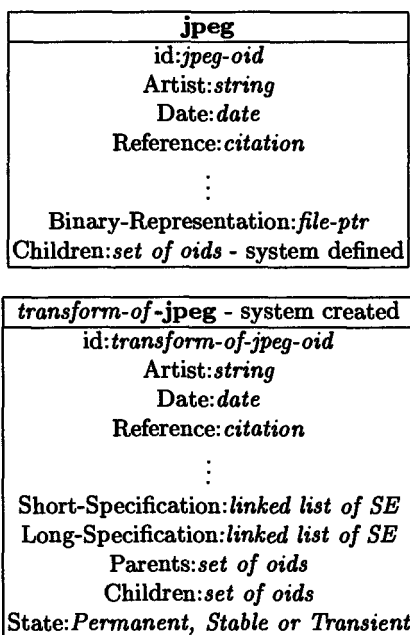 jpeg
id:jpeg-oid
Artist:string
Date:date
Reference:citation
⋮
Binary-Representation:file-ptr
Children:set of oids - system defined
transform-of-jpeg - system created
id:transform-of-jpeg-oid
Artist:string
Date:date
Reference:citation
⋮
Short-Specification:linked list of SE
Long-Specification:linked list of SE
Parents:set of oids
Children:set of oids
State:Permanent, Stable or Transient